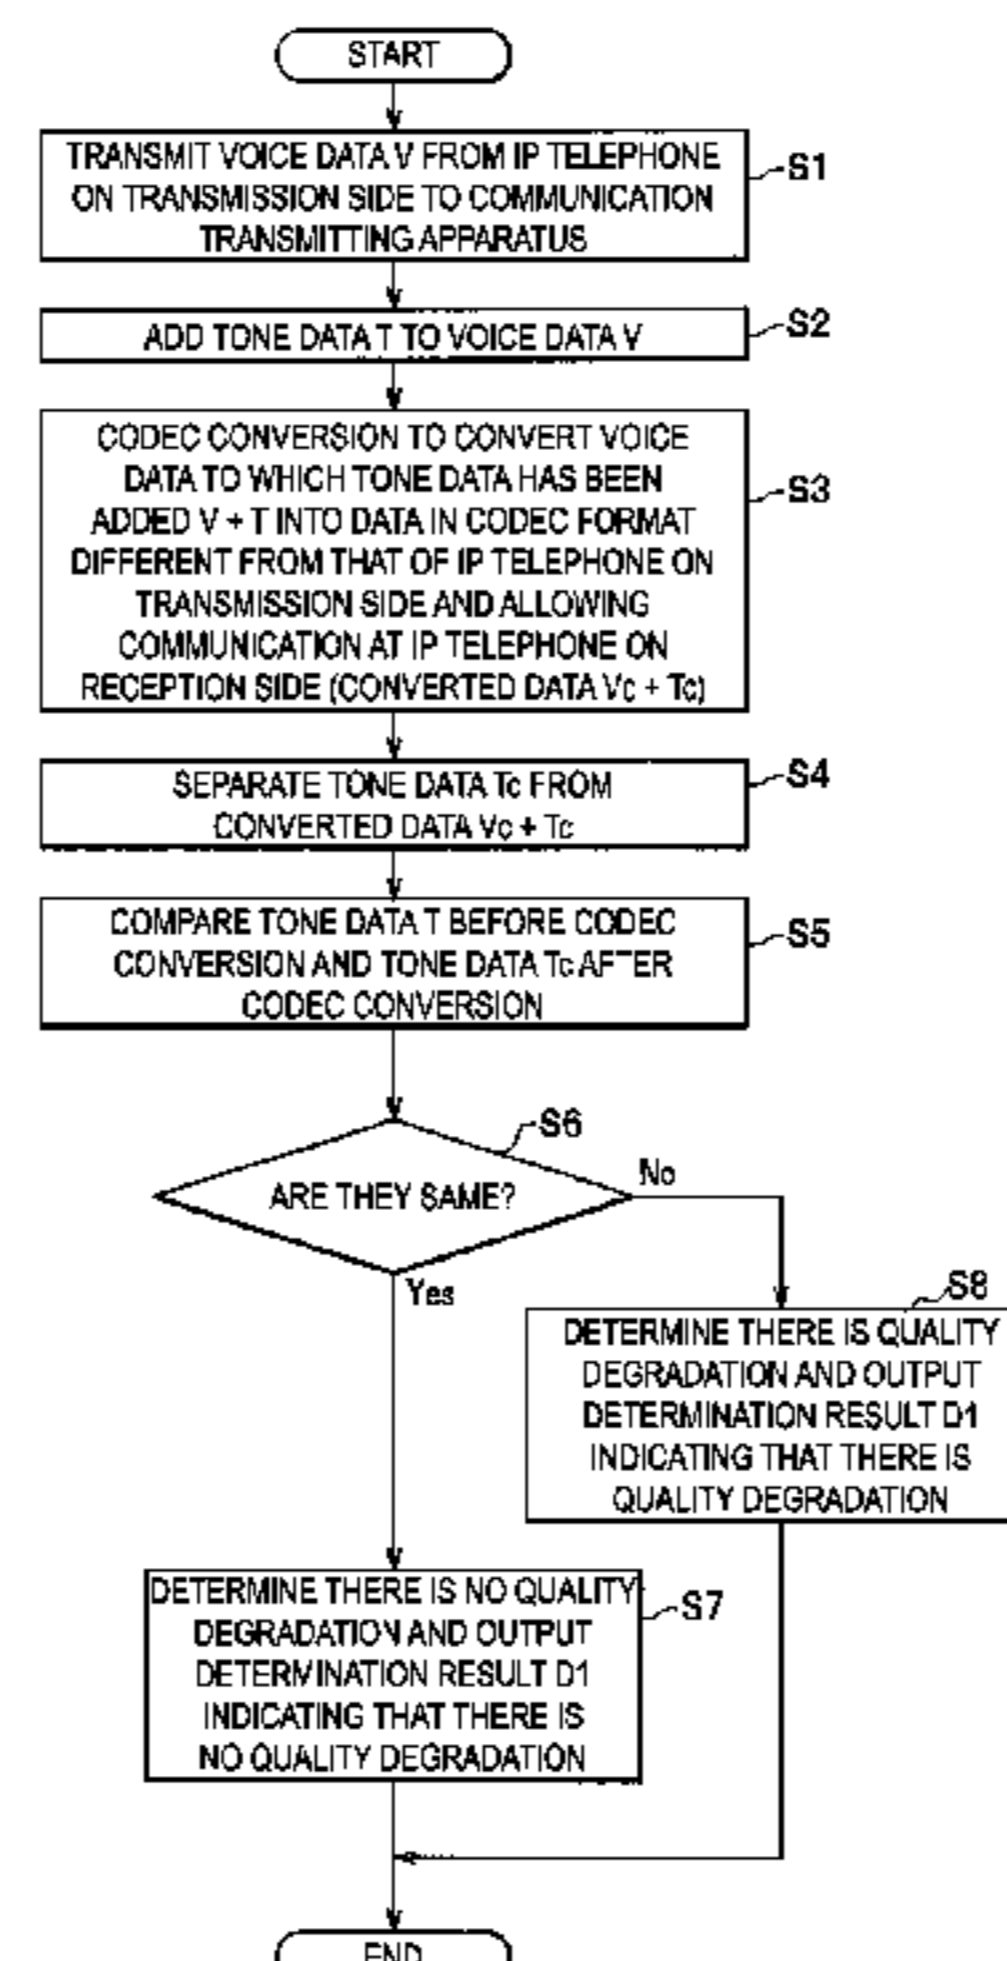 START
TRANSMIT VOICE DATA V FROM IP TELEPHONE
ON TRANSMISSION SIDE TO COMMUNICATION
TRANSMITTING APPARATUS
S1
ADD TONE DATA T TO VOICE DATA V
S2
CODEC CONVERSION TO CONVERT VOICE
DATA TO WHICH TONE DATA HAS BEEN
ADDED V + T INTO DATA IN CODEC FORMAT
DIFFERENT FROM THAT OF IP TELEPHONE ON
TRANSMISSION SIDE AND ALLOWING
COMMUNICATION AT IP TELEPHONE ON
RECEPTION SIDE (CONVERTED DATA Vc + Tc)
S3
SEPARATE TONE DATA Tc FROM
CONVERTED DATA Vc + Tc
S4
COMPARE TONE DATA T BEFORE CODEC
CONVERSION AND TONE DATA Tc AFTER
CODEC CONVERSION
S5
S6
ARE THEY SAME?
No
Yes
S8
DETERMINE THERE IS QUALITY
DEGRADATION AND OUTPUT
DETERMINATION RESULT D1
INDICATING THAT THERE IS
QUALITY DEGRADATION
DETERMINE THERE IS NO QUALITY
DEGRADATION AND OUTPUT
DETERMINATION RESULT D1
INDICATING THAT THERE IS
NO QUALITY DEGRADATION
S7
END